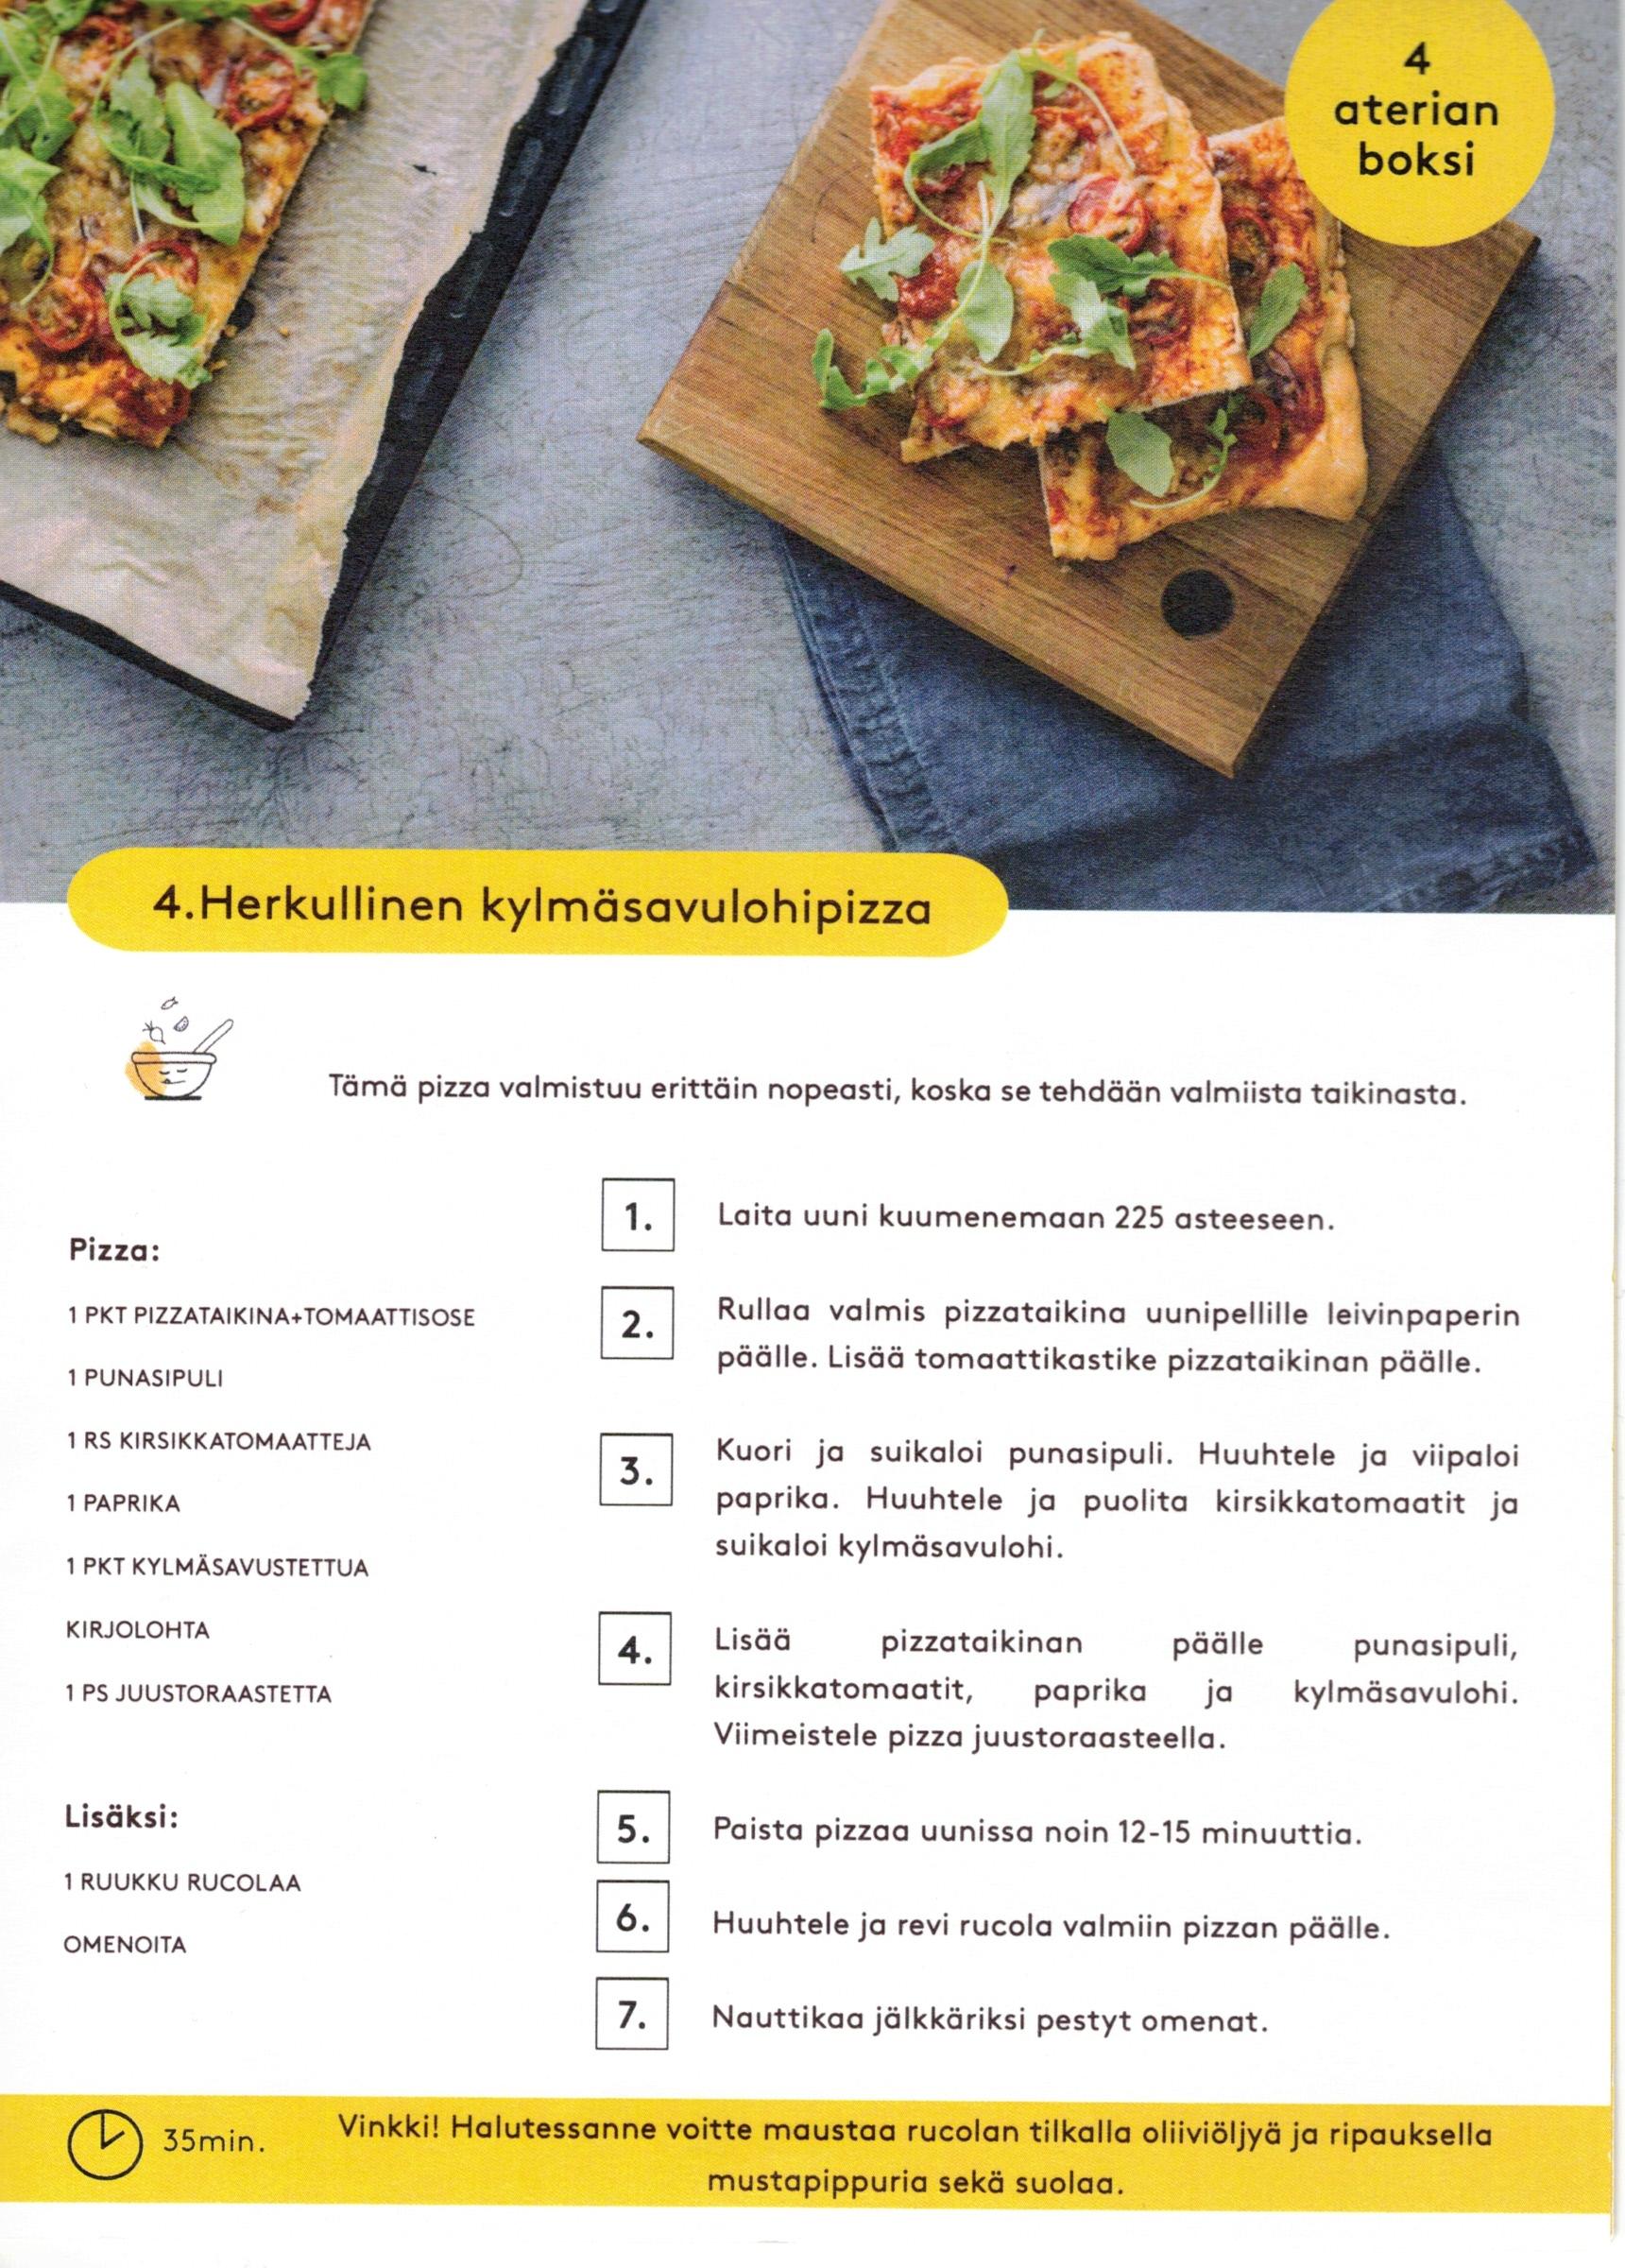 4
aterian
boksi
4.Herkullinen kylmäsavulohipizza
Tämä pizza valmistuu erittäin nopeasti, koska se tehdään valmiista taikinasta.
Pizza:
1 PKT PIZZATAIKINA+TOMAATTISOSE
1 PUNASIPULI
1 RS KIRSIKKATOMAATTEJA
1 PAPRIKA
1 PKT KYLMÄSAVUSTETTUA
KIRJOLOHTA
1 PS JUUSTORAASTETTA
Lisäksi:
1 RUUKKU RUCOLAA
OMENOITA
1. Laita uuni kuumenemaan 225 asteeseen.
2. Rullaa valmis pizzataikina uunipellille leivinpaperin
päälle. Lisää tomaattikastike pizzataikinan päälle.
3. Kuori ja suikaloi punasipuli. Huuhtele ja viipaloi
paprika. Huuhtele ja puolita kirsikkatomaatit ja
suikaloi kylmäsavulohi.
4. Lisää pizzataikinan päälle punasipuli,
kirsikkatomaatit, paprika ja kylmäsavulohi.
Viimeistele pizza juustoraasteella.
5. Paista pizzaa uunissa noin 12-15 minuuttia.
6. Huuhtele ja revi rucola valmiin pizzan päälle.
7. Nauttikaa jälkkäriksi pestyt omenat.
35min.
Vinkki! Halutessanne voitte maustaa rucolan tilkalla oliiviöljyä ja ripauksella
mustapippuria sekä suolaa.